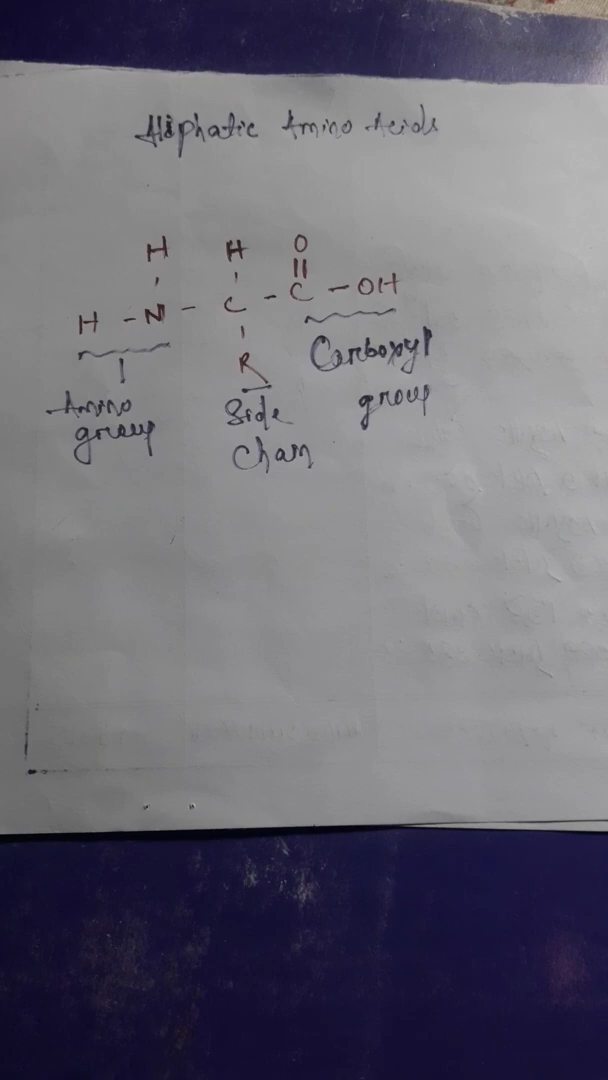 Aliphatic Amino Acids
H H O
H - N - C - C - OH
R
Amino group
Side chain
Carboxyl group